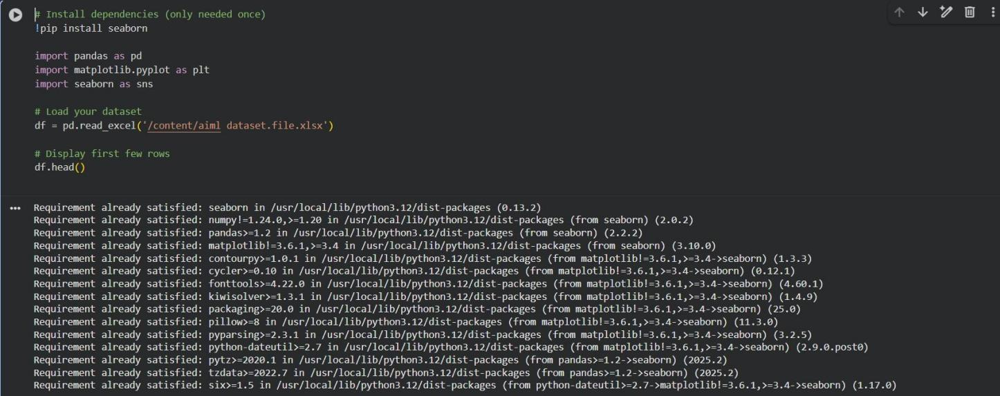 # Install dependencies (only needed once)
!pip install seaborn
import pandas as pd
import matplotlib.pyplot as plt
import seaborn as sns
# Load your dataset
df = pd.read_excel('/content/aiml dataset.file.xlsx')
# Display first few rows
df.head()
Requirement already satisfied: seaborn in /usr/local/lib/python3.12/dist-packages (0.13.2)
Requirement already satisfied: numpy!=1.24.0,>=1.20 in /usr/local/lib/python3.12/dist-packages (from seaborn) (2.0.2)
Requirement already satisfied: pandas>=1.2 in /usr/local/lib/python3.12/dist-packages (from seaborn) (2.2.2)
Requirement already satisfied: matplotlib!=3.6.1,>=3.4 in /usr/local/lib/python3.12/dist-packages (from seaborn) (3.10.0)
Requirement already satisfied: contourpy>=1.0.1 in /usr/local/lib/python3.12/dist-packages (from matplotlib!=3.6.1,>=3.4->seaborn) (1.3.3)
Requirement already satisfied: cycler>=0.10 in /usr/local/lib/python3.12/dist-packages (from matplotlib!=3.6.1,>=3.4->seaborn) (0.12.1)
Requirement already satisfied: fonttools>=4.22.0 in /usr/local/lib/python3.12/dist-packages (from matplotlib!=3.6.1,>=3.4->seaborn) (4.60.1)
Requirement already satisfied: kiwisolver>=1.3.1 in /usr/local/lib/python3.12/dist-packages (from matplotlib!=3.6.1,>=3.4->seaborn) (1.4.9)
Requirement already satisfied: packaging>=20.0 in /usr/local/lib/python3.12/dist-packages (from matplotlib!=3.6.1,>=3.4->seaborn) (25.0)
Requirement already satisfied: pillow>=8 in /usr/local/lib/python3.12/dist-packages (from matplotlib!=3.6.1,>=3.4->seaborn) (11.3.0)
Requirement already satisfied: pyparsing>=2.3.1 in /usr/local/lib/python3.12/dist-packages (from matplotlib!=3.6.1,>=3.4->seaborn) (3.2.5)
Requirement already satisfied: python-dateutil>=2.7 in /usr/local/lib/python3.12/dist-packages (from matplotlib!=3.6.1,>=3.4->seaborn) (2.9.0.post0)
Requirement already satisfied: pytz>=2020.1 in /usr/local/lib/python3.12/dist-packages (from pandas>=1.2->seaborn) (2025.2)
Requirement already satisfied: tzdata>=2022.7 in /usr/local/lib/python3.12/dist-packages (from pandas>=1.2->seaborn) (2025.2)
Requirement already satisfied: six>=1.5 in /usr/local/lib/python3.12/dist-packages (from python-dateutil>=2.7->matplotlib!=3.6.1,>=3.4->seaborn) (1.17.0)